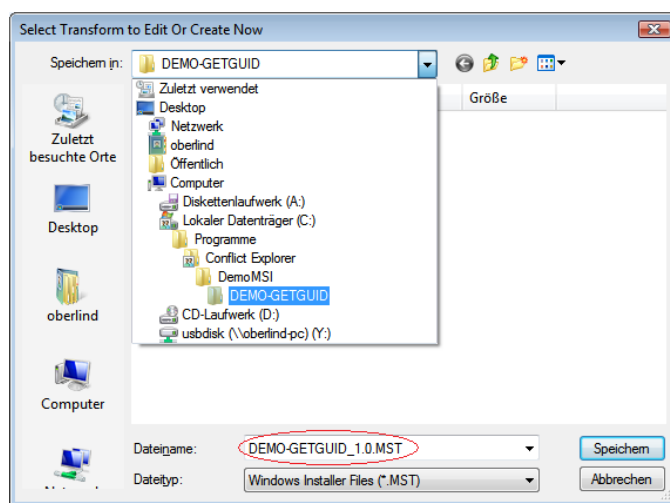 Select Transform to Edit Or Create Now
Speichern in:
DEMO-GETGUID
Größe
Zuletzt verwendet
Desktop
Netzwerk
oberlind
Öffentlich
Computer
Diskettenlaufwerk (A:)
Lokaler Datenträger (C:)
Programme
Conflict Explorer
DemoMSI
DEMO-GETGUID
CD-Laufwerk (D:)
usbdisk (\\oberlind-pc) (Y:)
Zuletzt
besuchte Orte
Desktop
oberlind
Computer
Dateiname:
DEMO-GETGUID_1.0.MST
Speichern
Dateityp:
Windows Installer Files (*.MST)
Abbrechen